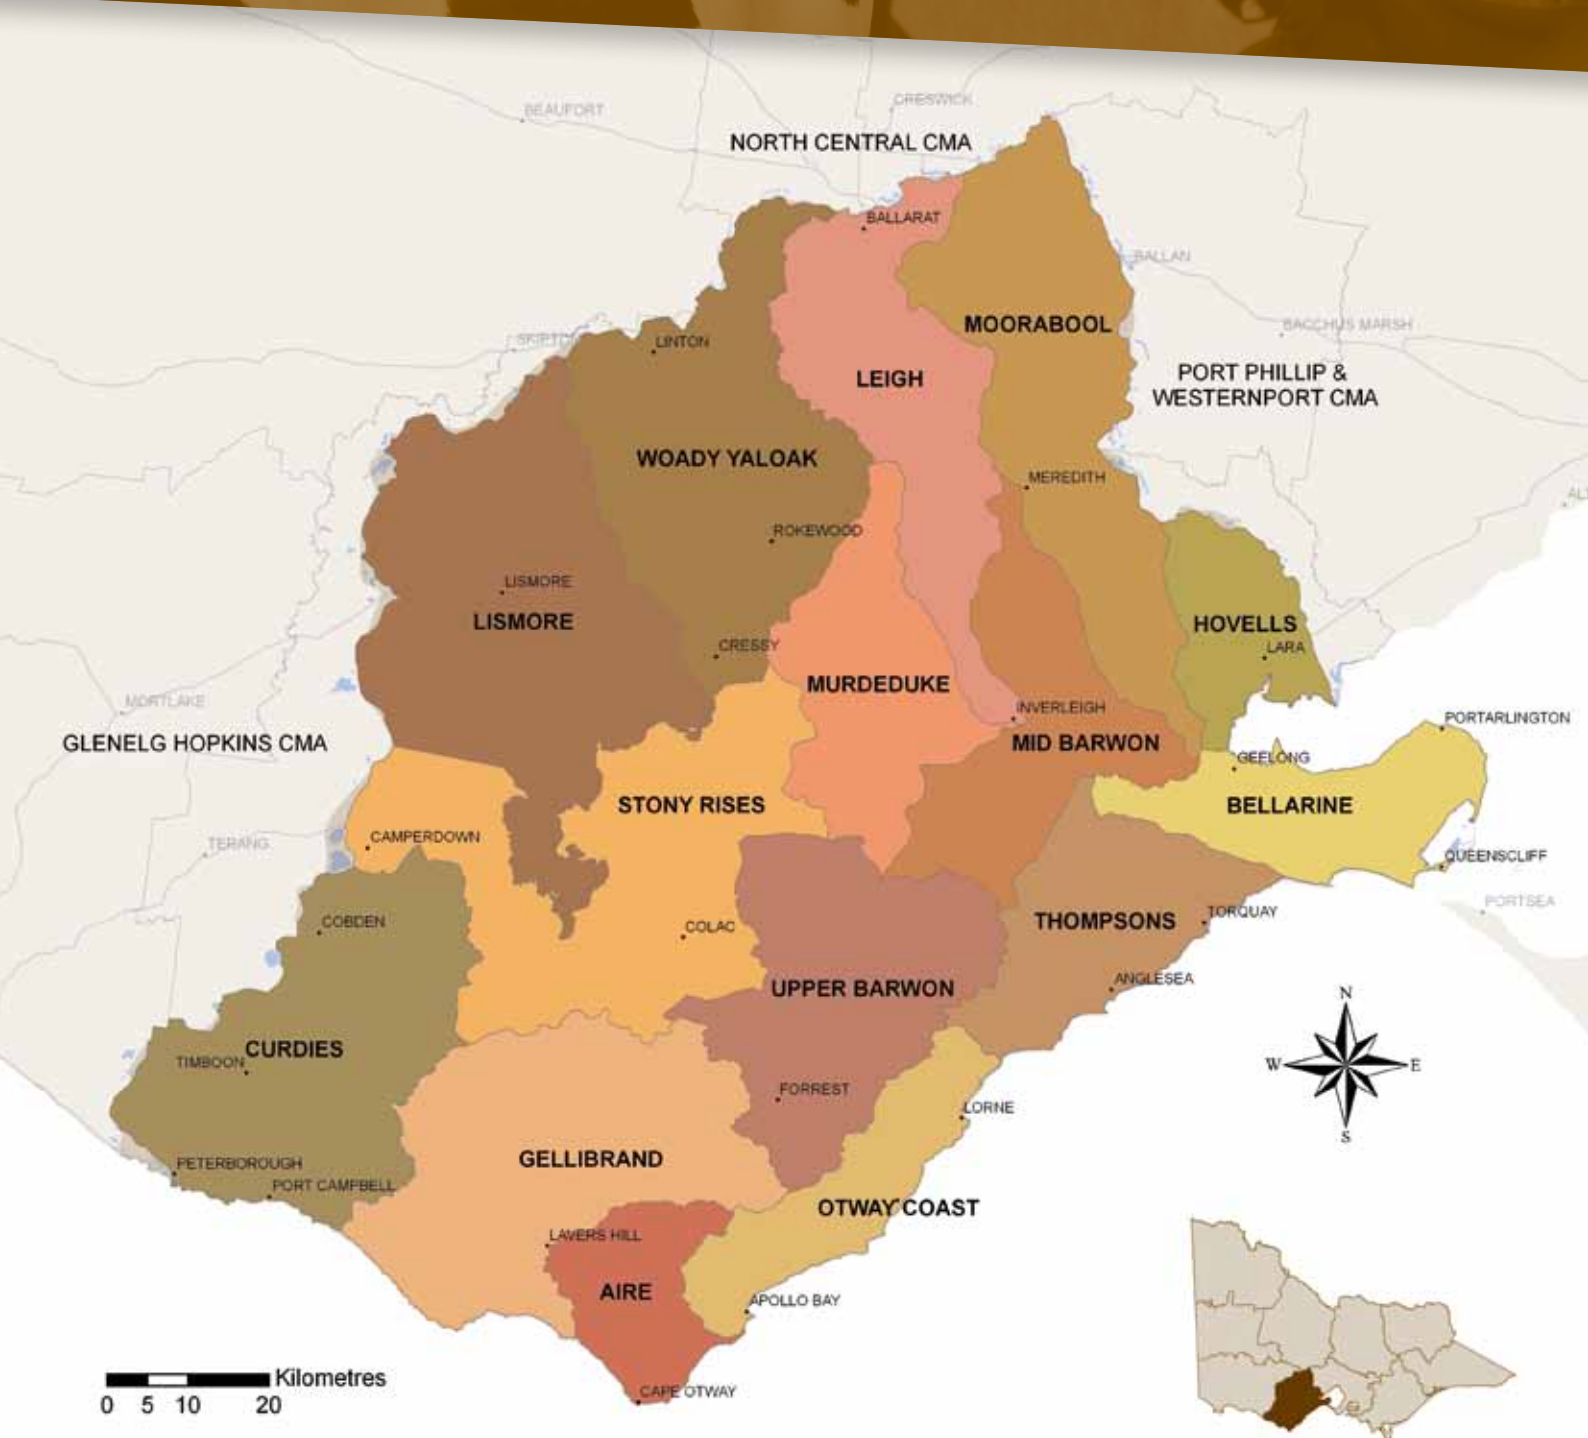 BEAUFORT
CRESWICK
NORTH CENTRAL CMA
BALLARAT
BALLAN
MOORABOOL
BACCHUS MARSH
LINTON
LEIGH
PORT PHILLIP &
WESTERNPORT CMA
WOADY YALOAK
MEREDITH
ROKEWOOD
LISMORE
LISMORE
HOVELLS
LARA
CRESSY
MURDEDUKE
MORTLAKE
INVERLEIGH
PORTARLINGTON
GLENELG HOPKINS CMA
MID BARWON
GEELONG
STONY RISES
BELLARINE
CAMPERDOWN
TERANG
QUEENSCLIFF
PORTSEA
COBDEN
COLAC
THOMPSONS
TORQUAY
ANGLESEA
UPPER BARWON
N
CURDIES
TIMBOON
W
E
FORREST
LORNE
S
GELLIBRAND
PETERBOROUGH
PORT CAMPBELL
OTWAY COAST
LAVERS HILL
AIRE
APOLLO BAY
Kilometres
0 5 10 20
CAPE OTWAY